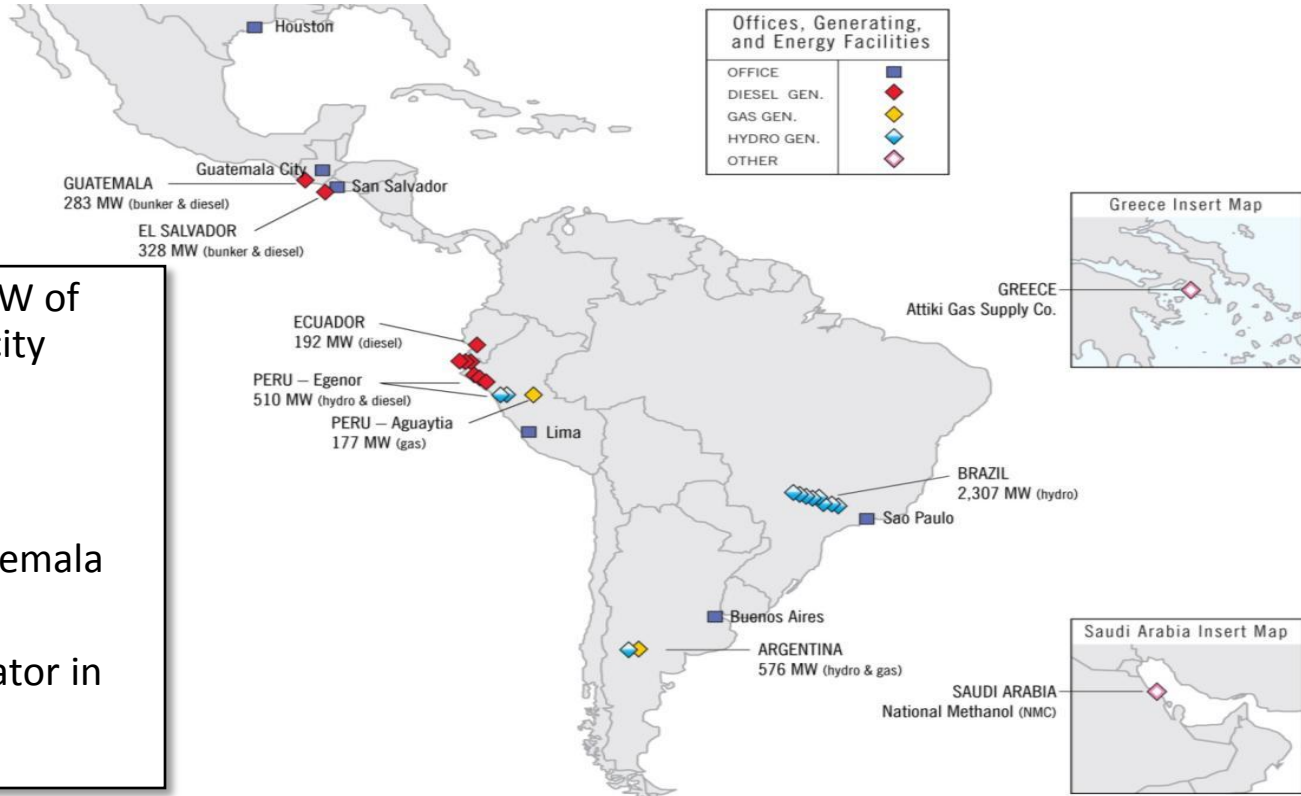 Houston
Offices, Generating,
and Energy Facilities
OFFICE
DIESEL GEN.
GAS GEN.
HYDRO GEN.
OTHER
Guatemala City
San Salvador
GUATEMALA
283 MW (bunker & diesel)
EL SALVADOR
328 MW (bunker & diesel)
Greece Insert Map
GREECE
Attiki Gas Supply Co.
W of
city
emala
ator in
ECUADOR
192 MW (diesel)
PERU – Egenor
510 MW (hydro & diesel)
PERU – Aguaytia
177 MW (gas)
Lima
BRAZIL
2,307 MW (hydro)
Sao Paulo
Buenos Aires
ARGENTINA
576 MW (hydro & gas)
Saudi Arabia Insert Map
SAUDI ARABIA
National Methanol (NMC)